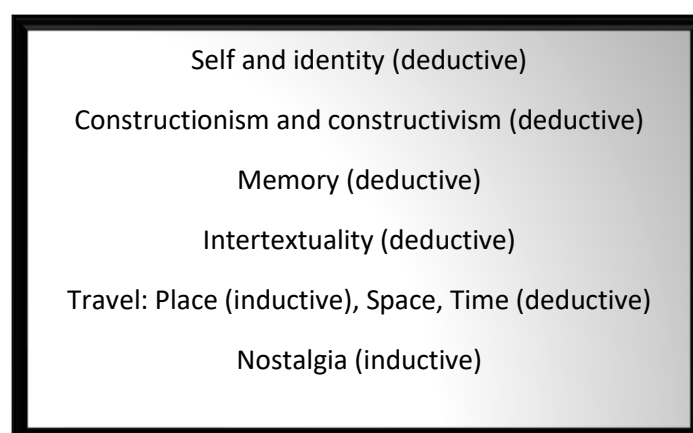 Self and identity (deductive)
Constructionism and constructivism (deductive)
Memory (deductive)
Intertextuality (deductive)
Travel: Place (inductive), Space, Time (deductive)
Nostalgia (inductive)